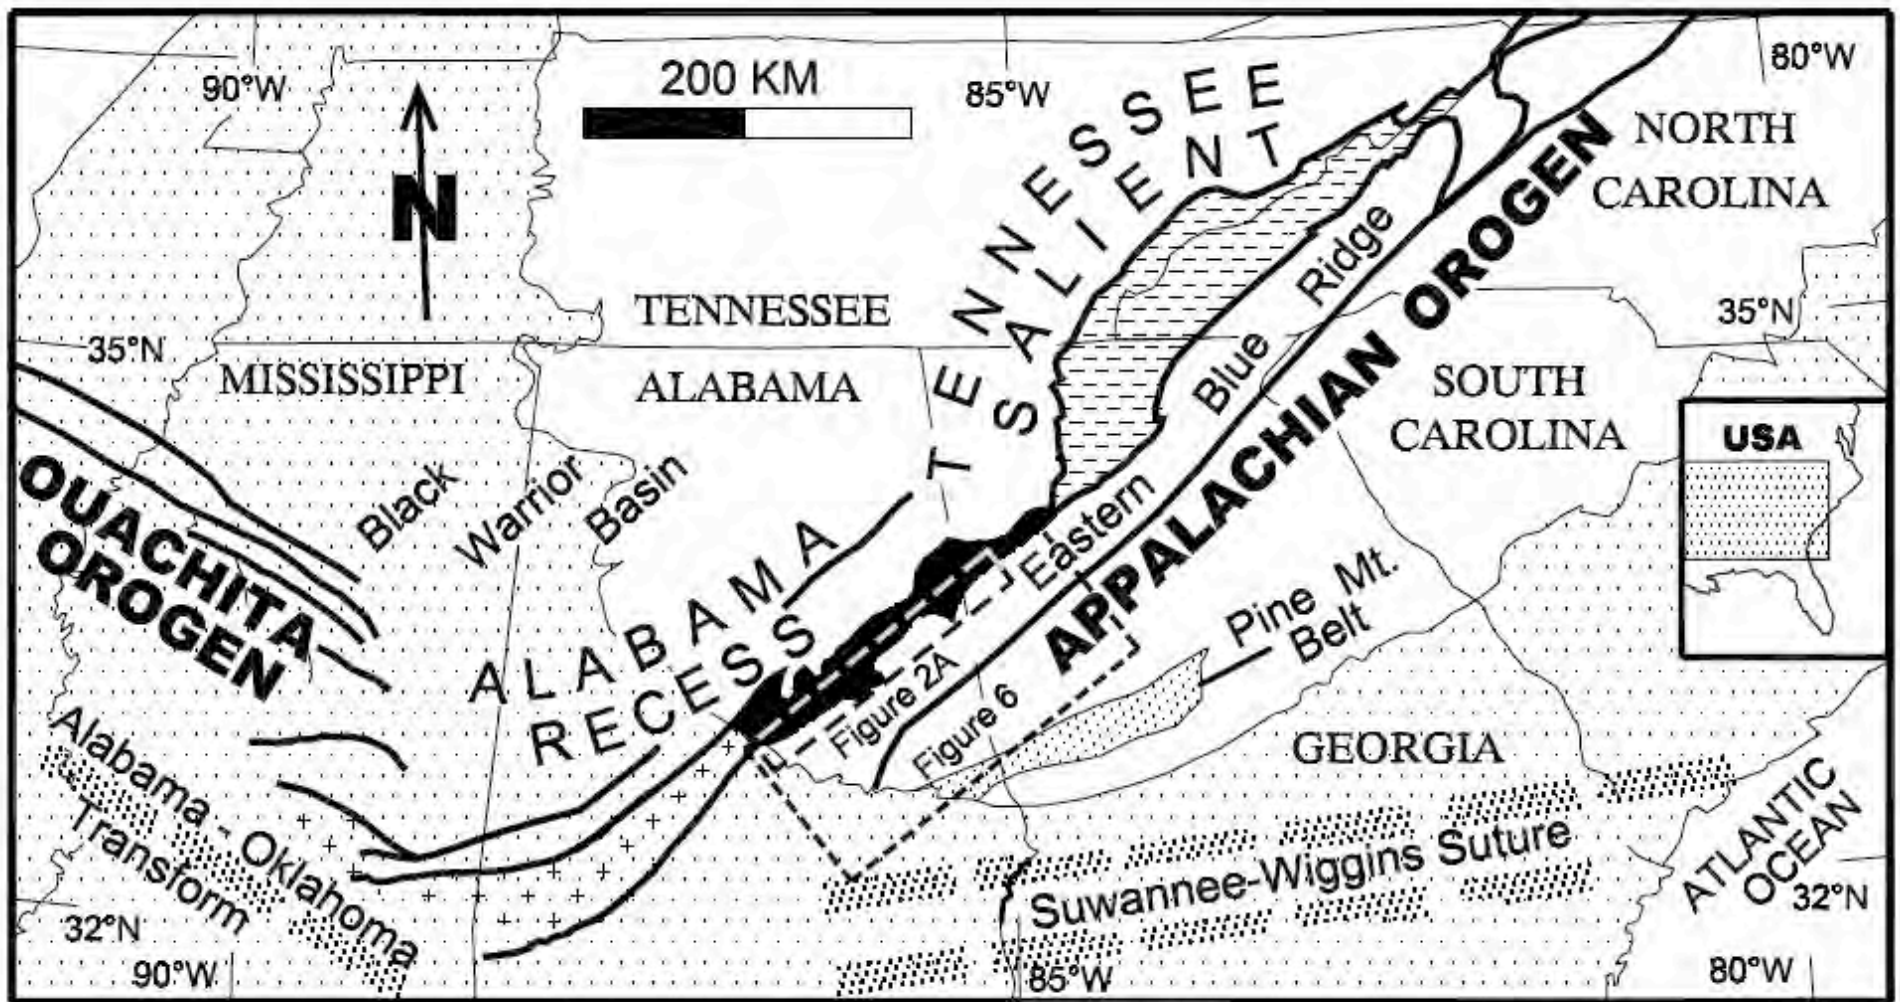 90°W
200 KM
85°W
80°W
N
TENNESSEE
SALIENT
NORTH
CAROLINA
Blue Ridge
APPALACHIAN OROGEN
TENNESSEE
35°N
35°N
MISSISSIPPI
ALABAMA
SOUTH
CAROLINA
USA
OUACHITA
OROGEN
Black Warrior Basin
Eastern
ALABAMA
RECESS
Pine Mt.
Belt
Figure 2A
Figure 6
GEORGIA
Alabama - Oklahoma
Transform
Suwannee-Wiggins Suture
ATLANTIC
OCEAN
32°N
32°N
90°W
85°W
80°W